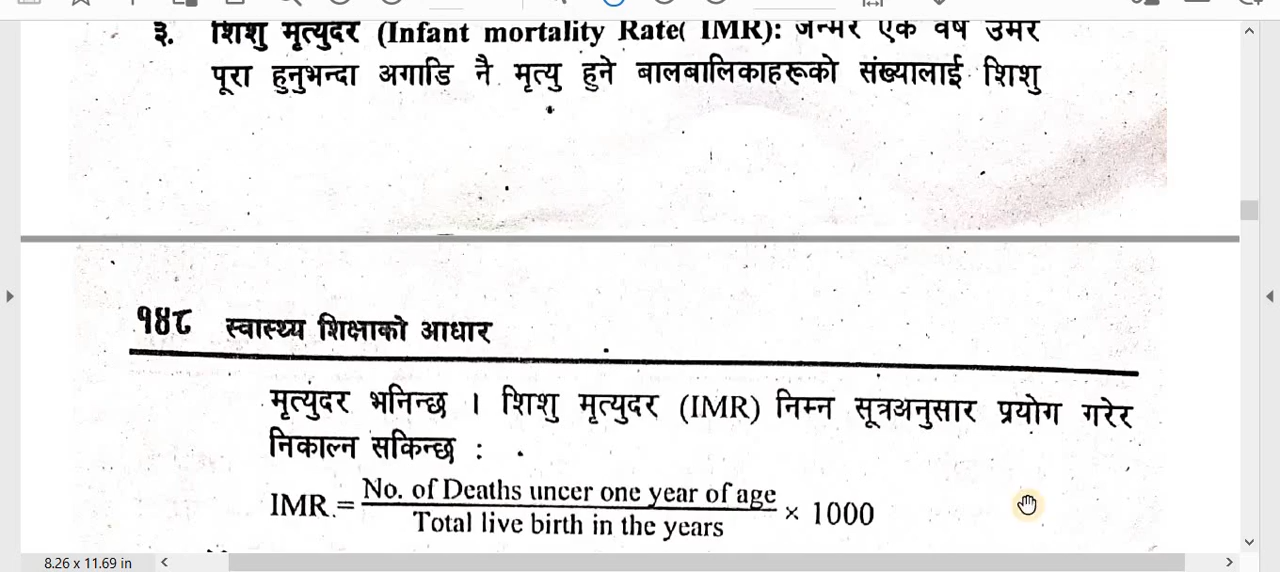 ३. शिशु मृत्युदर (Infant mortality Rate( IMR): जन्मेर एक वर्ष उमेर
पूरा हुनुभन्दा अगाडि नै मृत्यु हुने बालबालिकाहरूको संख्यालाई शिशु
१४८ स्वास्थ्य शिक्षाको आधार
मृत्युदर भनिन्छ । शिशु मृत्युदर (IMR) निम्न सूत्रअनुसार प्रयोग गरेर
निकाल्न सकिन्छ :
IMR = No. of Deaths uncer one year of age
Total live birth in the years × 1000
8.26 x 11.69 in